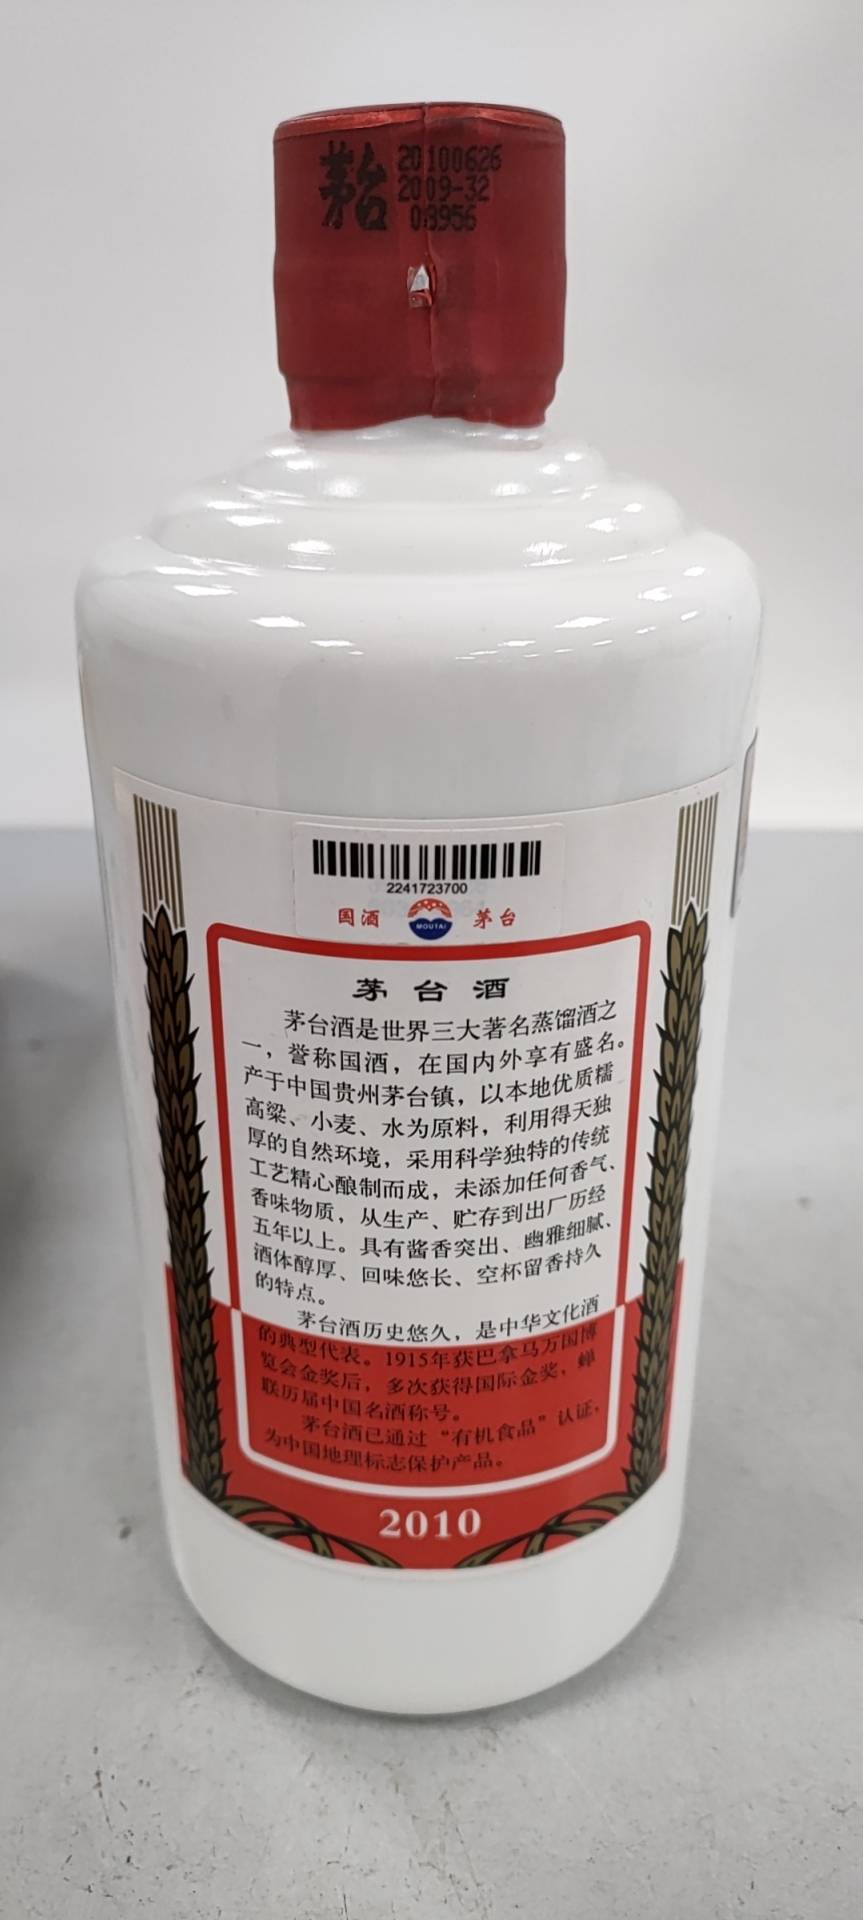 茅台
20100626
2009-32
08956
2241723700
国酒
MOUTAI
茅台
茅台酒
茅台酒是世界三大著名蒸馏酒之
一，誉称国酒，在国内外享有盛名。
产于中国贵州茅台镇，以本地优质糯
高粱、小麦、水为原料，利用得天独
厚的自然环境，采用科学独特的传统
工艺精心酿制而成，未添加任何香气、
香味物质，从生产、贮存到出厂历经
五年以上。具有酱香突出、幽雅细腻、
酒体醇厚、回味悠长、空杯留香持久
的特点。
茅台酒历史悠久，是中华文化酒
的典型代表。1915年获巴拿马万国博
览会金奖后，多次获得国际金奖，蝉
联历届中国名酒称号。
茅台酒已通过“有机食品”认证，
为中国地理标志保护产品。
2010